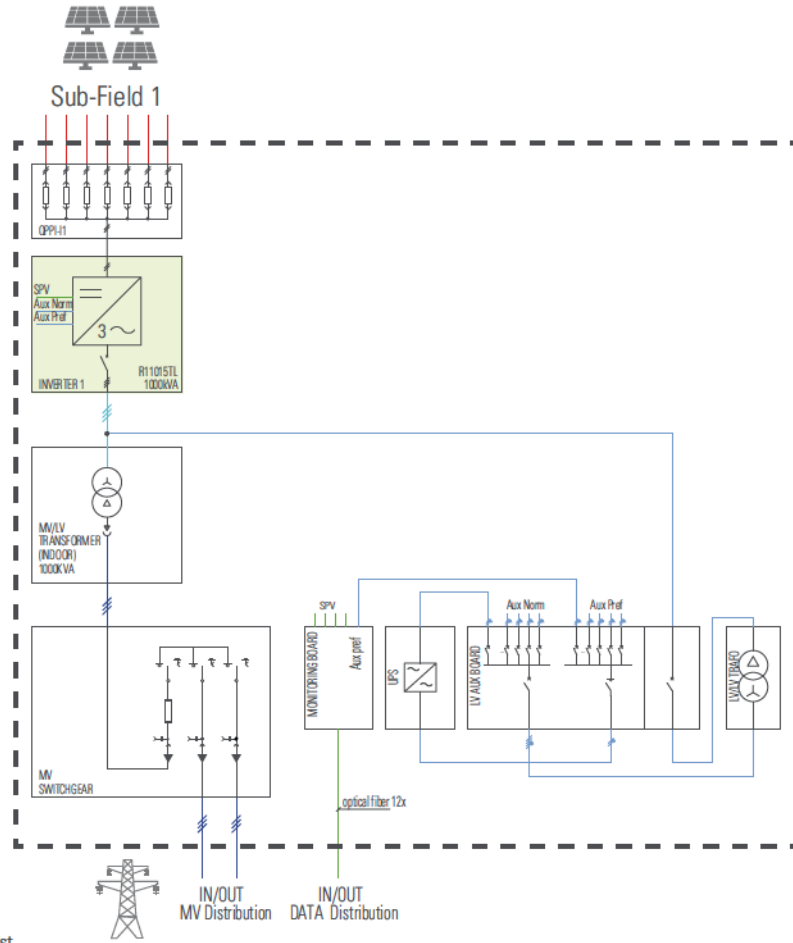 Sub-Field 1
QPPI-I1
SPV
Aux Norm
Aux Pref
3
R11015TL
1000kVA
INVERTER 1
MV/LV
TRANSFORMER
(INDOOR)
1000KVA
MV
SWITCHGEAR
SPV
MONITORING BOARD
Aux pref
UPS
LV AUX BOARD
Aux Norm
Aux Pref
LV/LV TRAFO
optical fiber 12x
IN/OUT
MV Distribution
IN/OUT
DATA Distribution